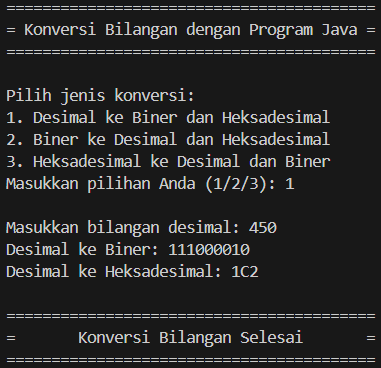 =========================================
= Konversi Bilangan dengan Program Java =
=========================================
Pilih jenis konversi:
1. Desimal ke Biner dan Heksadesimal
2. Biner ke Desimal dan Heksadesimal
3. Heksadesimal ke Desimal dan Biner
Masukkan pilihan Anda (1/2/3): 1
Masukkan bilangan desimal: 450
Desimal ke Biner: 111000010
Desimal ke Heksadesimal: 1C2
=========================================
=       Konversi Bilangan Selesai       =
=========================================